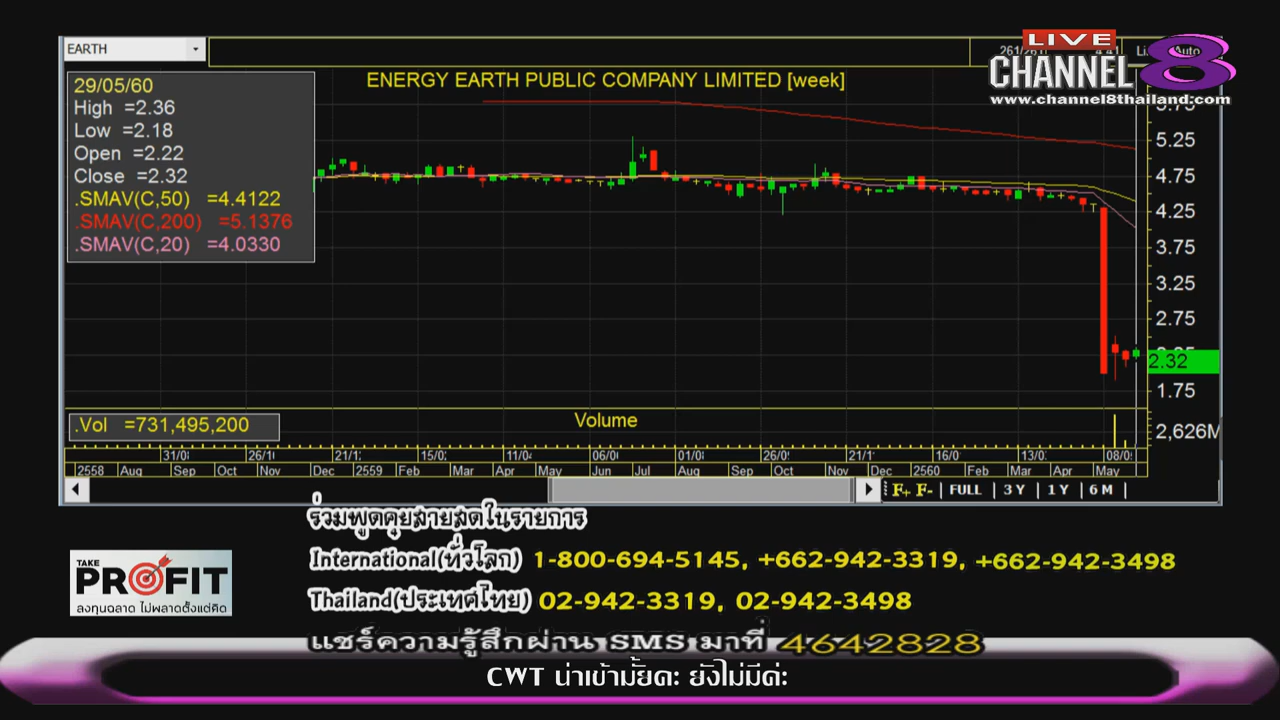 EARTH
LIVE
CHANNEL 8
www.channel8thailand.com
ENERGY EARTH PUBLIC COMPANY LIMITED [week]
29/05/60
High =2.36
Low =2.18
Open =2.22
Close =2.32
.SMAV(C,50) =4.4122
.SMAV(C,200) =5.1376
.SMAV(C,20) =4.0330
5.25
4.75
4.25
3.75
3.25
2.75
2.32
1.75
.Vol =731,495,200
Volume
2,626M
2558 Aug Sep Oct Nov Dec 2559 Feb Mar Apr May Jun Jul Aug Sep Oct Nov Dec 2560 Feb Mar Apr May
F+ F- FULL 3 Y 1 Y 6 M
ร่วมพูดคุยสายสดในรายการ
International(ทั่วโลก) 1-800-694-5145, +662-942-3319, +662-942-3498
TAKE PROFIT
ลงทุนฉลาด ไม่พลาดตั้งแต่คิด
Thailand(ประเทศไทย) 02-942-3319, 02-942-3498
แชร์ความรู้สึกผ่าน SMS มาที่ 4642828
CWT น่าเข้ามั้ยคะ ยังไม่มีค่ะ